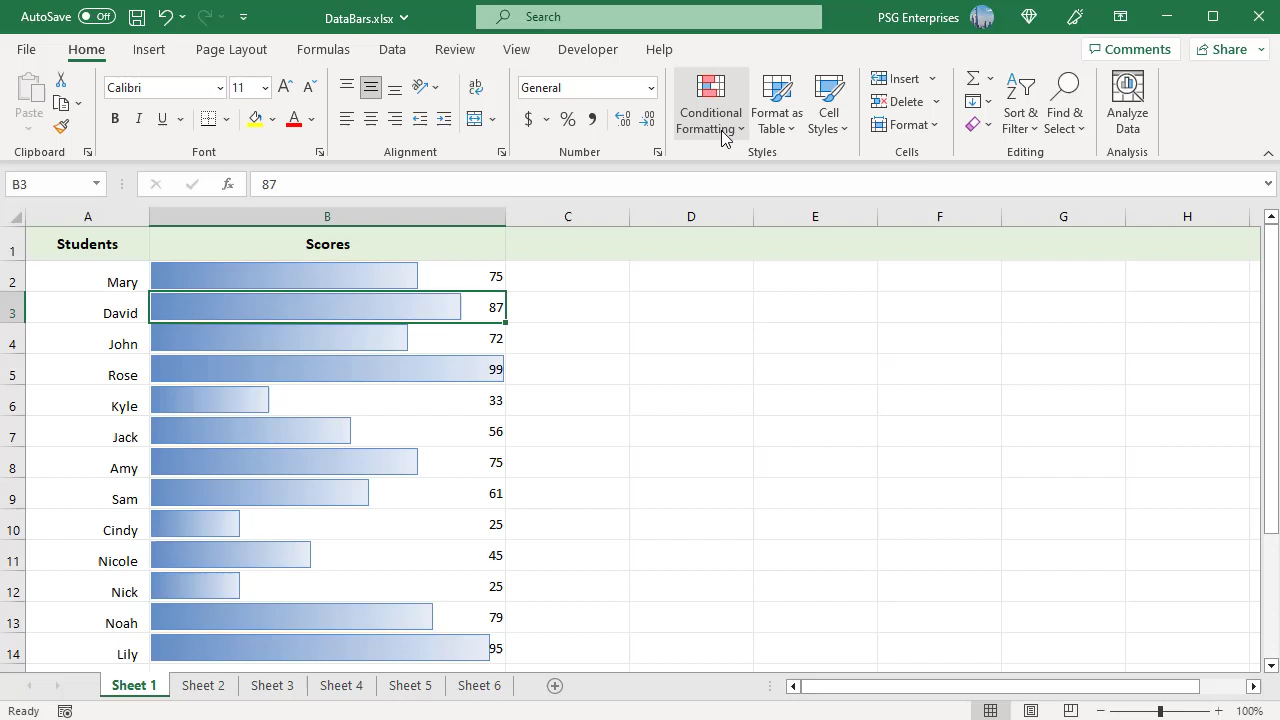 AutoSave Off DataBars.xlsx Search PSG Enterprises
File Home Insert Page Layout Formulas Data Review View Developer Help Comments Share
Paste
Calibri 11
B I U A
General
$ %
Conditional Formatting
Format as Table
Cell Styles
Insert
Delete
Format
Sort & Filter
Find & Select
Analyze Data
Clipboard Font Alignment Number Styles Cells Editing Analysis
B3 fx 87
A B C D E F G H
1 Students Scores
2 Mary 75
3 David 87
4 John 72
5 Rose 99
6 Kyle 33
7 Jack 56
8 Amy 75
9 Sam 61
10 Cindy 25
11 Nicole 45
12 Nick 25
13 Noah 79
14 Lily 95
Sheet 1 Sheet 2 Sheet 3 Sheet 4 Sheet 5 Sheet 6
Ready 100%